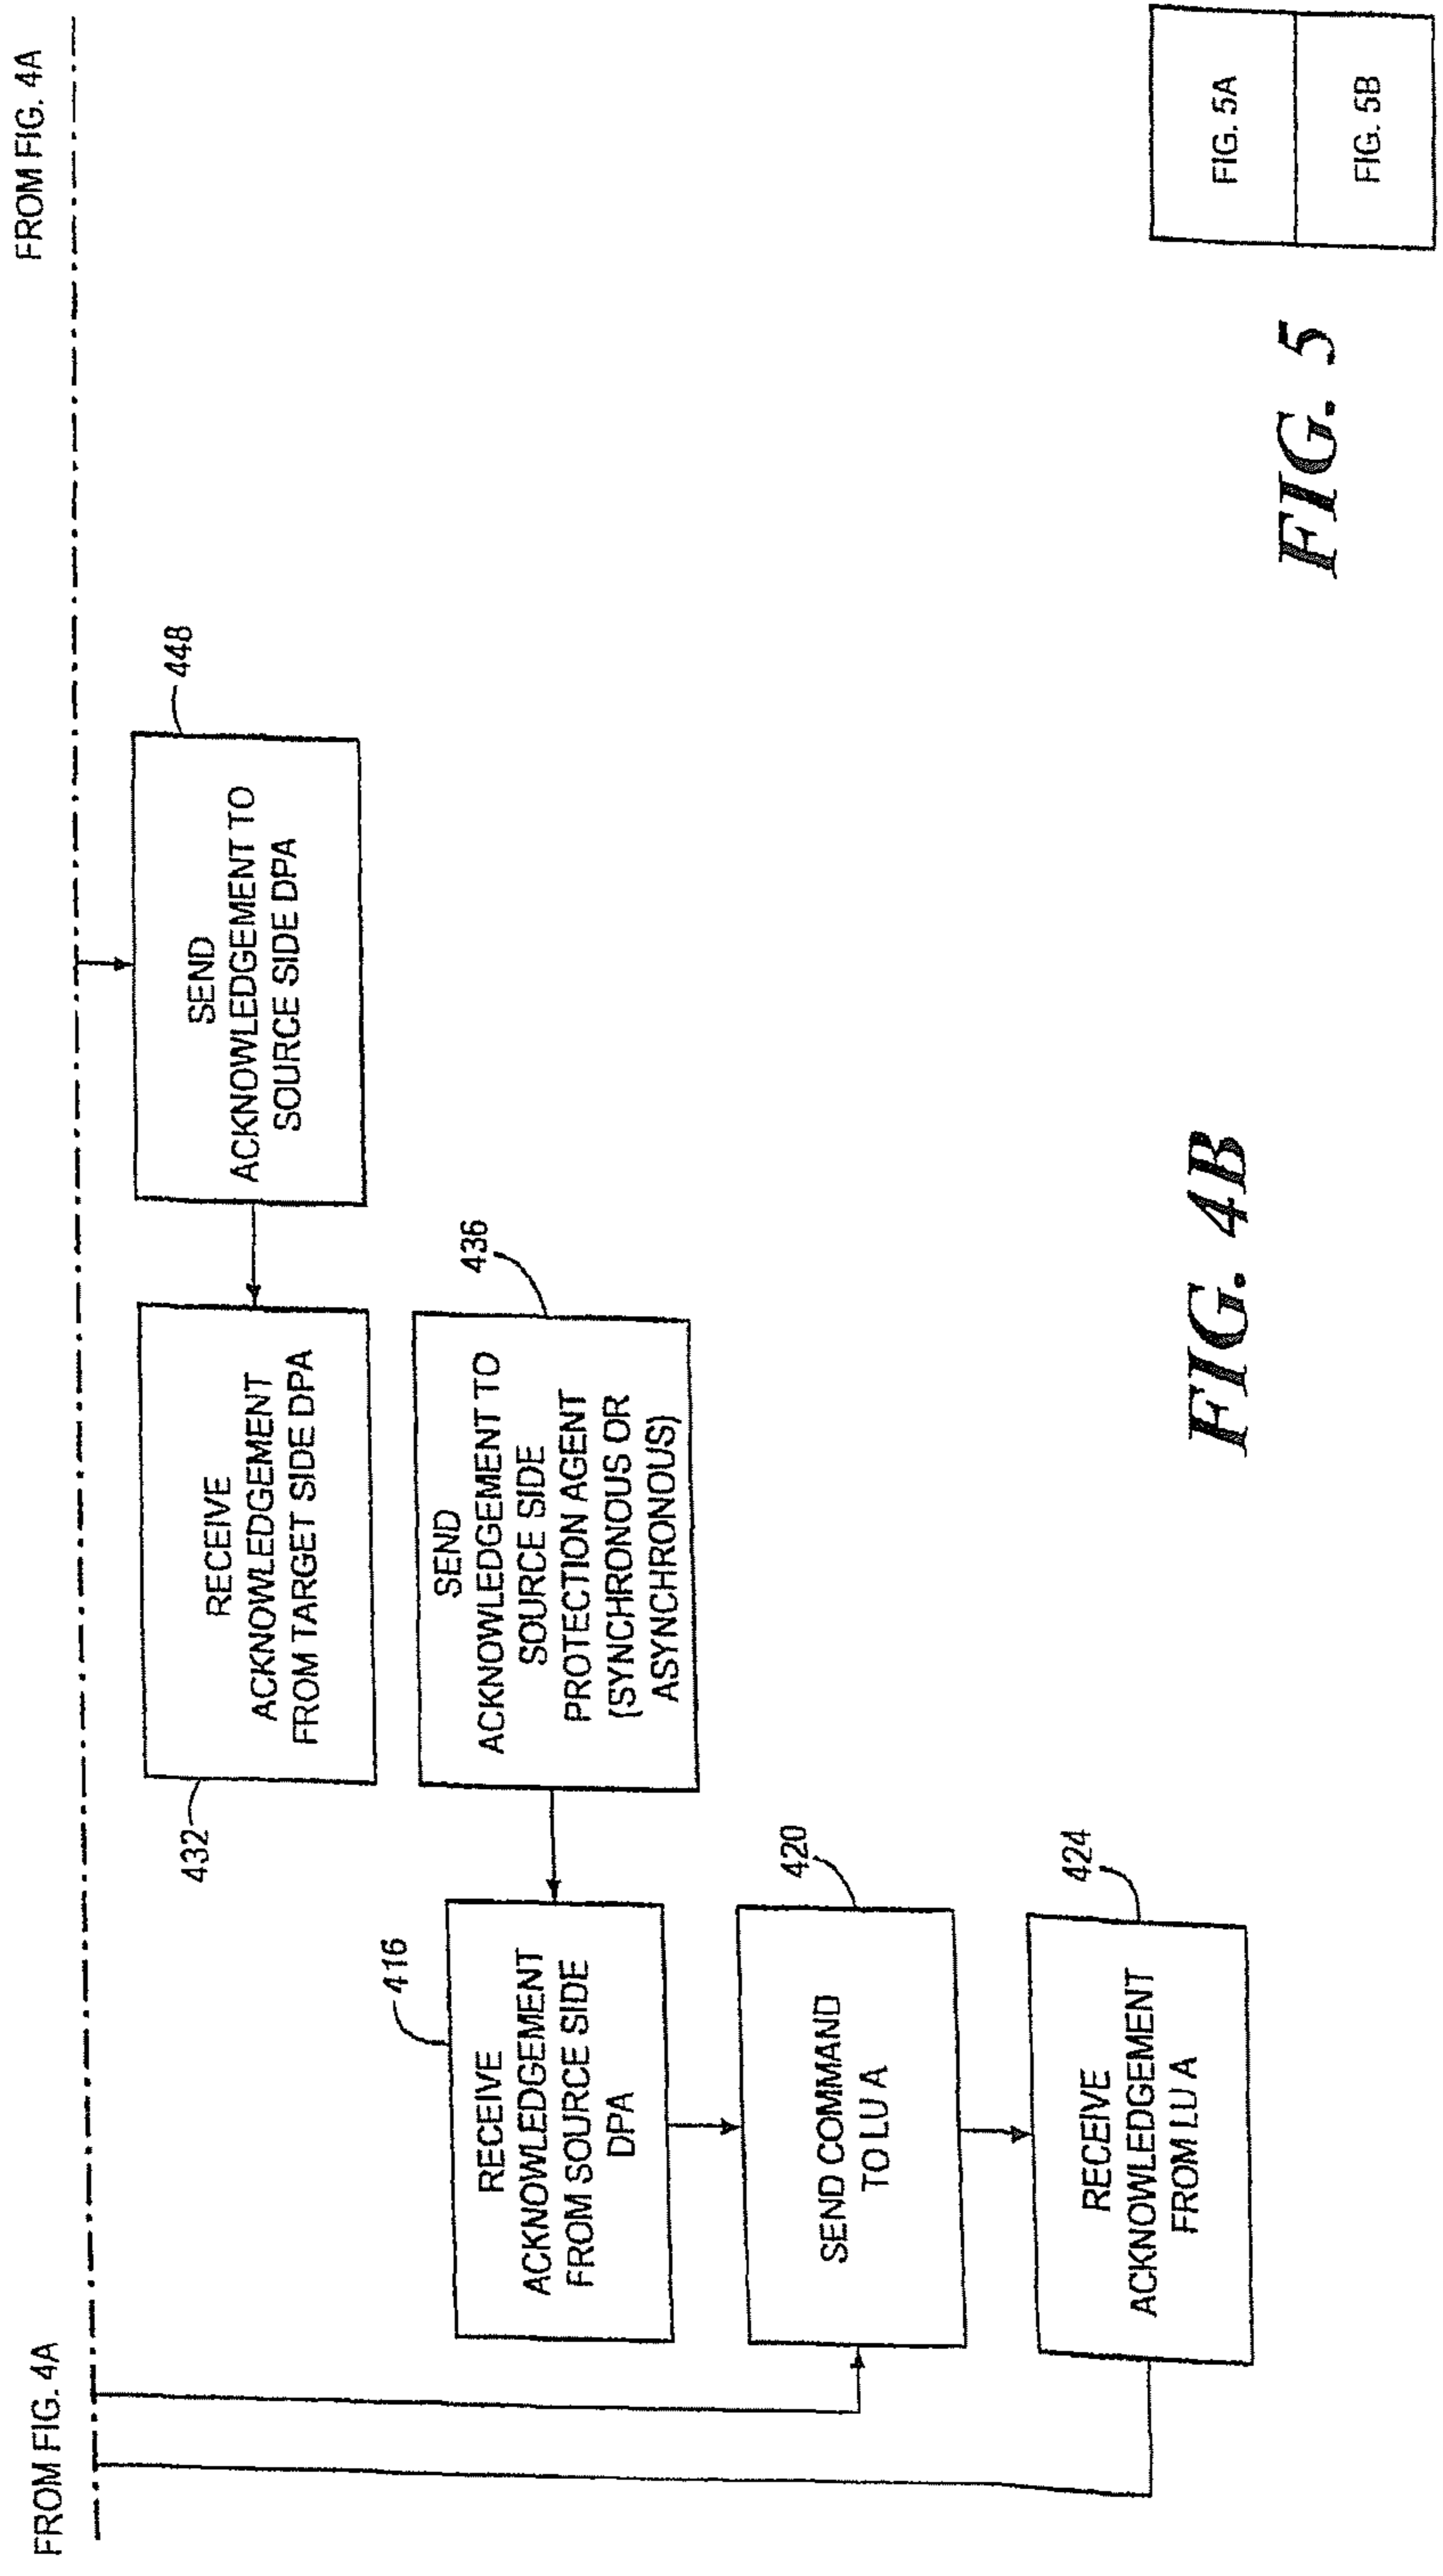 FROM FIG. 4A
FROM FIG. 4A
448
SEND
ACKNOWLEDGEMENT TO
SOURCE SIDE DPA
RECEIVE
ACKNOWLEDGEMENT
FROM TARGET SIDE DPA
432
436
SEND
ACKNOWLEDGEMENT TO
SOURCE SIDE
PROTECTION AGENT
(SYNCHRONOUS OR
ASYNCHRONOUS)
416
RECEIVE
ACKNOWLEDGEMENT
FROM SOURCE SIDE
DPA
420
SEND COMMAND
TO LU A
424
RECEIVE
ACKNOWLEDGEMENT
FROM LU A
FIG. 4B
FIG. 5
FIG. 5A
FIG. 5B